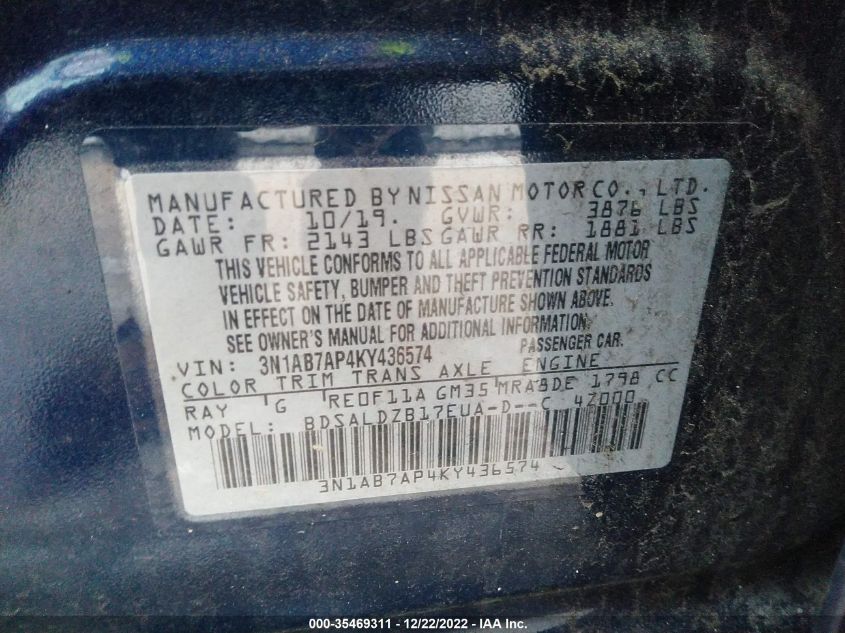 MANUFACTURED BY NISSAN MOTOR CO., LTD.
DATE: 10/19. GVWR: 3876 LBS
GAWR FR: 2143 LBS GAWR RR: 1881 LBS
THIS VEHICLE CONFORMS TO ALL APPLICABLE FEDERAL MOTOR
VEHICLE SAFETY, BUMPER AND THEFT PREVENTION STANDARDS
IN EFFECT ON THE DATE OF MANUFACTURE SHOWN ABOVE.
SEE OWNER'S MANUAL FOR ADDITIONAL INFORMATION.
VIN: 3N1AB7AP4KY436574 PASSENGER CAR.
COLOR TRIM TRANS AXLE ENGINE
RAY 'G RE0F11A GM35 MRA8DE 1798 CC
MODEL: BDSALDZB17EUA-D--C 4Z000
3N1AB7AP4KY436574
000-35469311 - 12/22/2022 - IAA Inc.